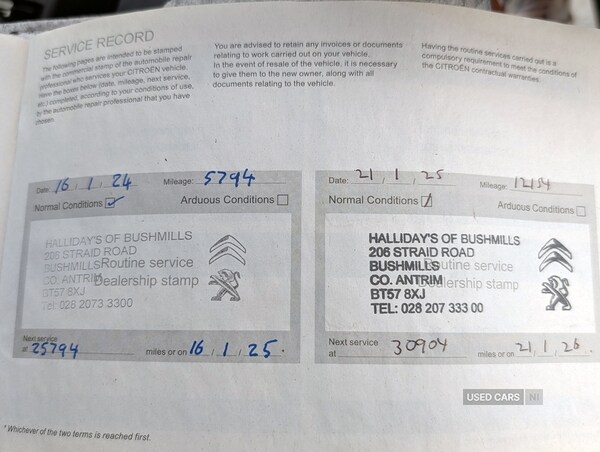 SERVICE RECORD
The following pages are intended to be stamped
with the commercial stamp of the automobile repair
professional who services your CITROËN vehicle.
Have the boxes below (date, mileage, next service,
etc.) completed, according to your conditions of use,
by the automobile repair professional that you have
chosen.
You are advised to retain any invoices or documents
relating to work carried out on your vehicle.
In the event of resale of the vehicle, it is necessary
to give them to the new owner, along with all
documents relating to the vehicle.
Having the routine services carried out is a
compulsory requirement to meet the conditions of
the CITROËN contractual warranties.
Date: 16 / 1 / 24 Mileage: 5794
Normal Conditions Arduous Conditions
HALLIDAY'S OF BUSHMILLS
206 STRAID ROAD
BUSHMILLS Routine service
CO. ANTRIM Dealership stamp
BT57 8XJ
Tel: 028 2073 3300
Next service
at 25794 miles or on 16 / 1 / 25.
Date: 21 / 1 / 25 Mileage:
Normal Conditions Arduous Conditions
HALLIDAY'S OF BUSHMILLS
206 STRAID ROAD
BUSHMILLS Routine service
CO. ANTRIM Dealership stamp
BT57 8XJ
TEL: 028 207 333 00
Next service
at 30904 miles or on 21 / 1 / 26.
* Whichever of the two terms is reached first.
USED CARS NI